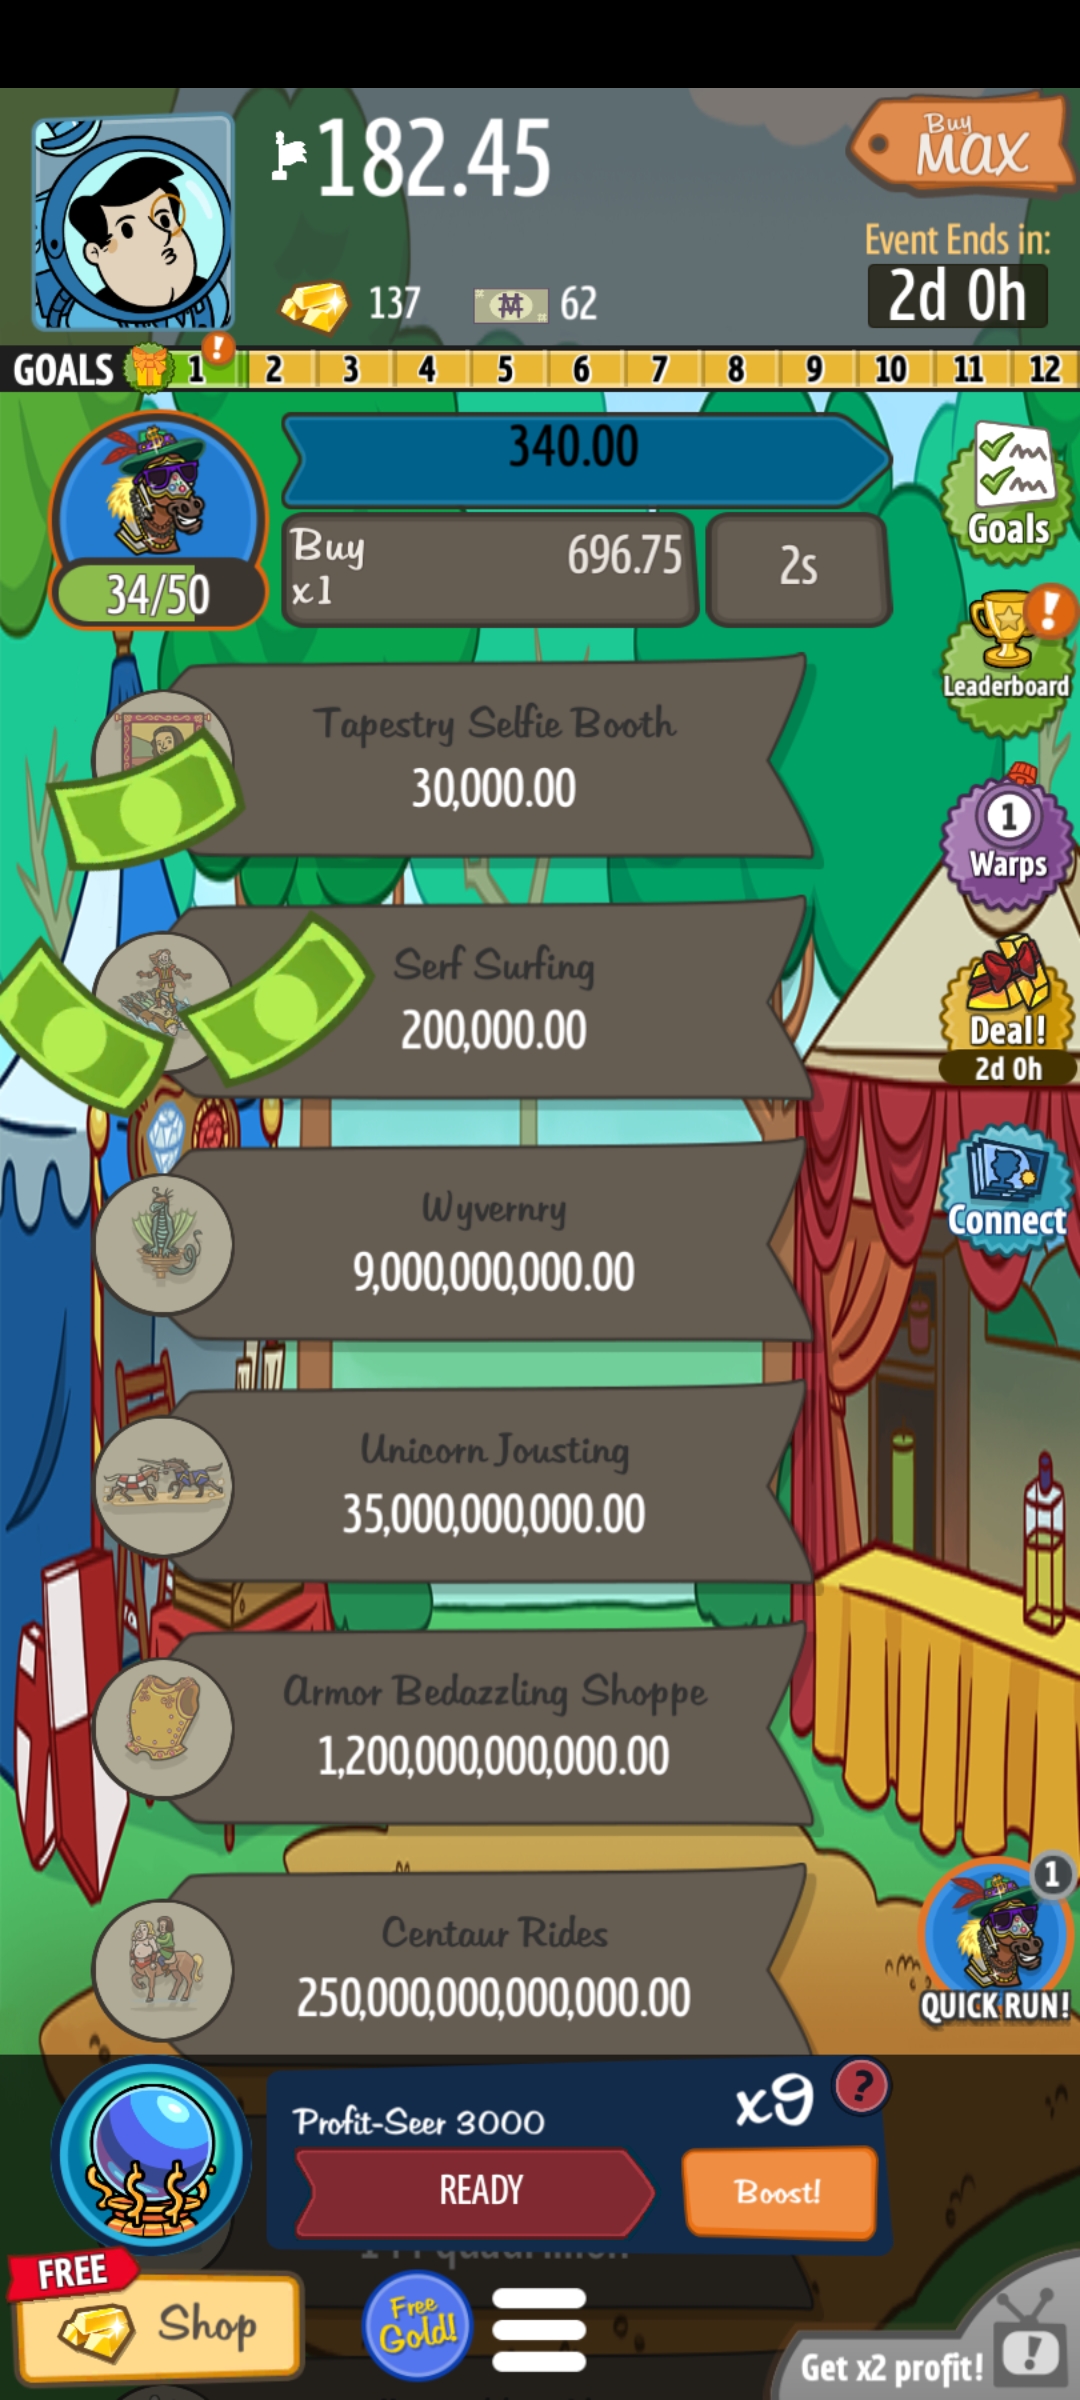 182.45
Buy
MAX
Event Ends in:
2d 0h
137
62
GOALS
!
1
2
3
4
5
6
7
8
9
10
11
12
340.00
Buy
x1
696.75
2s
34/50
Goals
!
Leaderboard
Tapestry Selfie Booth
30,000.00
1
Warps
Serf Surfing
200,000.00
Deal!
2d 0h
Wyvernry
9,000,000,000.00
Connect
Unicorn Jousting
35,000,000,000.00
Armor Bedazzling Shoppe
1,200,000,000,000.00
Centaur Rides
250,000,000,000,000.00
1
QUICK RUN!
Profit-Seer 3000
x9
?
READY
Boost!
FREE
Shop
Free
Gold!
Get x2 profit!
!